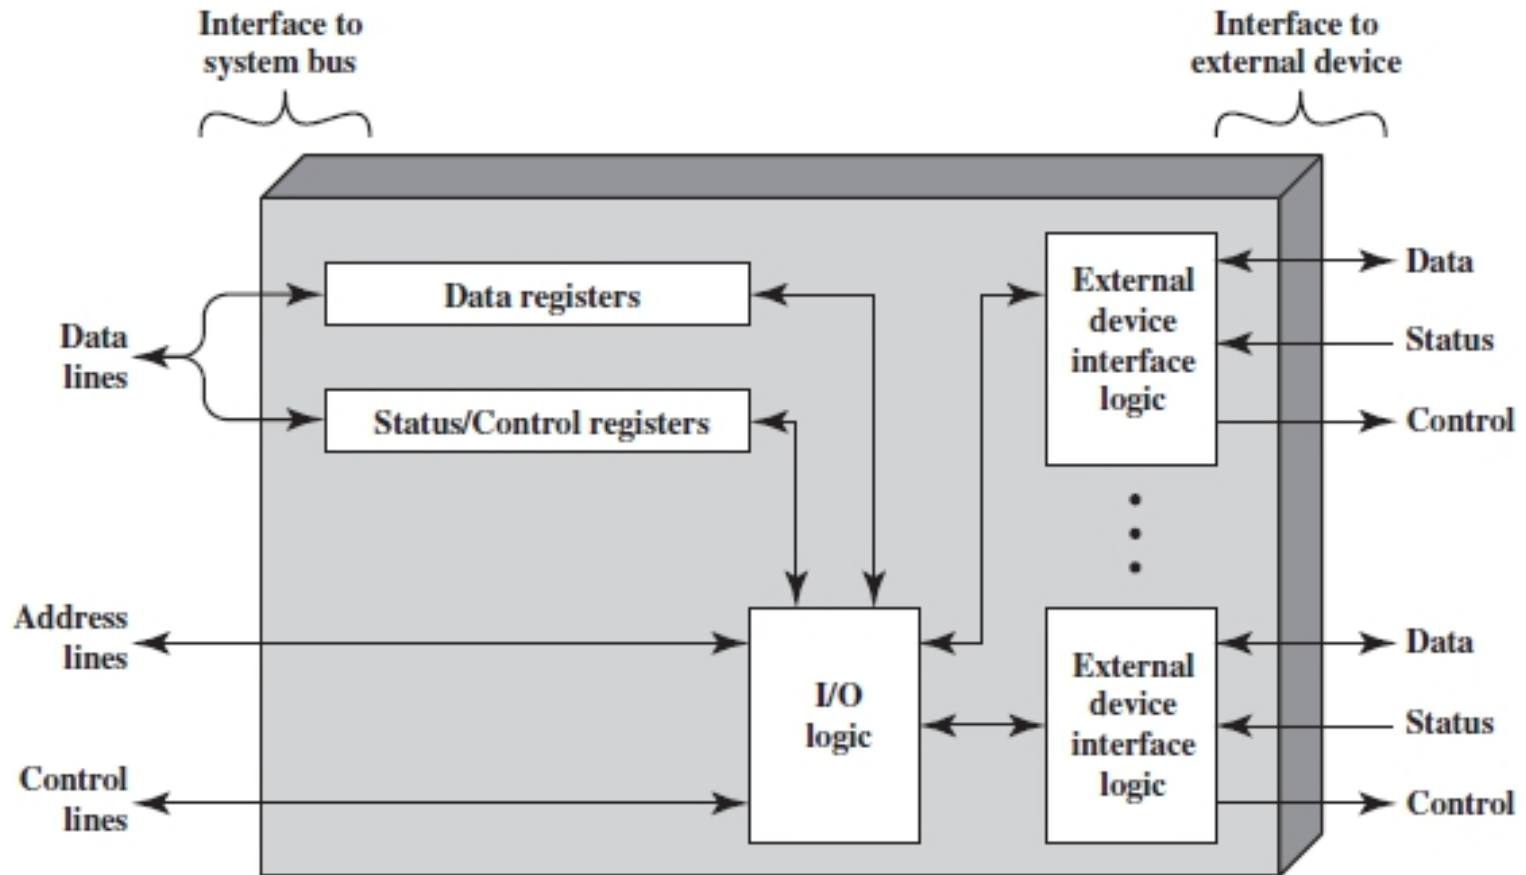 Interface to
system bus
Interface to
external device
Data registers
Data
lines
Status/Control registers
External
device
interface
logic
Data
Status
Control
Address
lines
I/O
logic
Control
lines
External
device
interface
logic
Data
Status
Control